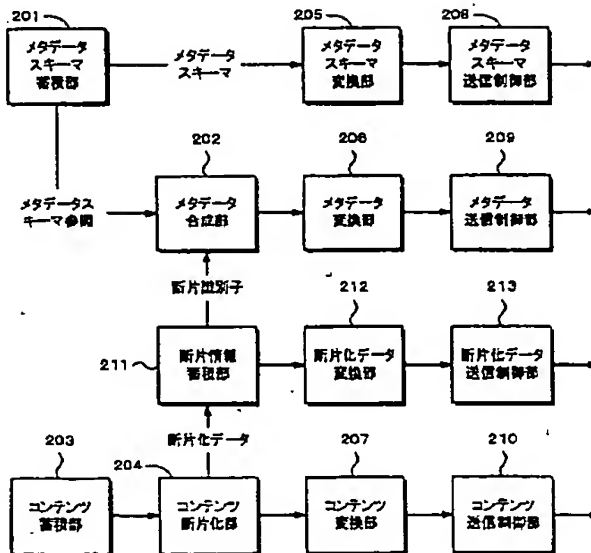 201
205
208
メタデータ
スキーマ
蓄積部
メタデータ
スキーマ
メタデータ
スキーマ
変換部
メタデータ
スキーマ
送信制御部
202
206
209
メタデータス
キーマ参照
メタデータ
合成部
メタデータ
変換部
メタデータ
送信制御部
断片識別子
212
213
211
断片情報
蓄積部
断片化データ
変換部
断片化データ
送信制御部
断片化データ
203
204
207
210
コンテンツ
蓄積部
コンテンツ
断片化部
コンテンツ
変換部
コンテンツ
送信制御部